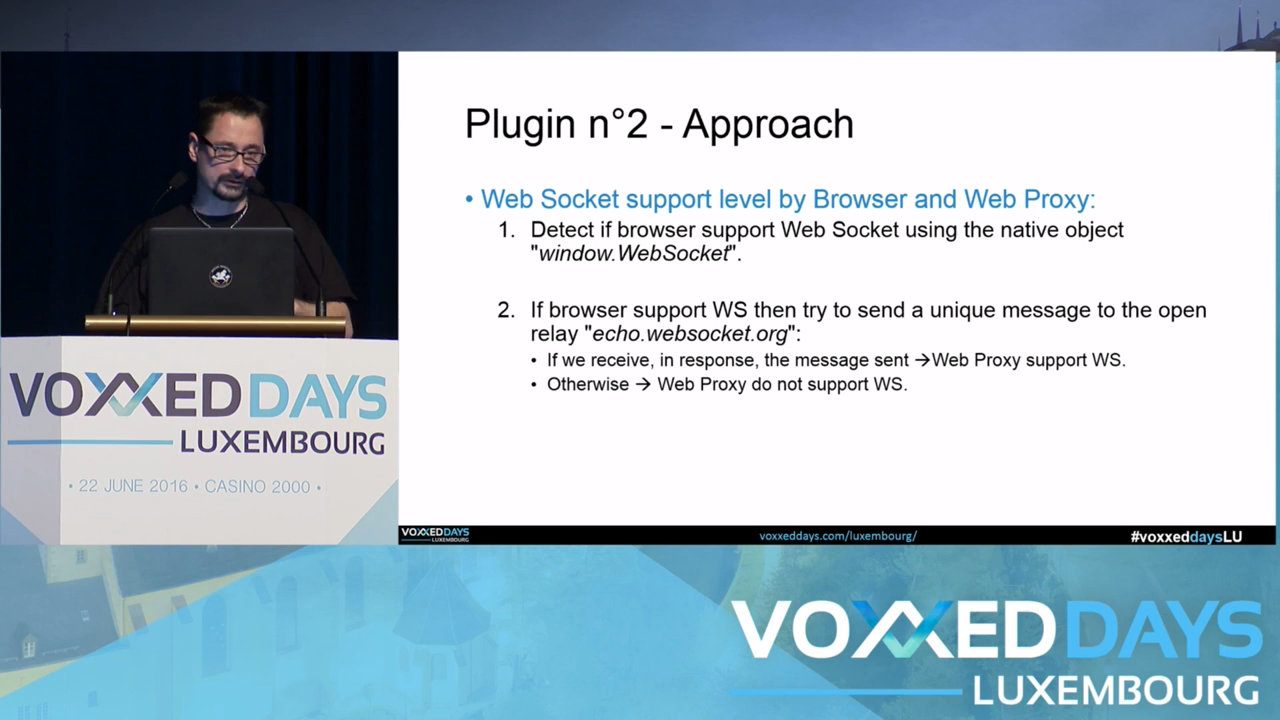 Plugin n°2 - Approach
• Web Socket support level by Browser and Web Proxy:
1. Detect if browser support Web Socket using the native object
"window.WebSocket".
2. If browser support WS then try to send a unique message to the open
relay "echo.websocket.org":
• If we receive, in response, the message sent →Web Proxy support WS.
• Otherwise → Web Proxy do not support WS.
VOXXED DAYS
LUXEMBOURG
• 22 JUNE 2016 • CASINO 2000 •
VOXXEDDAYS
LUXEMBOURG
voxxeddays.com/luxembourg/
#voxxeddaysLU
VOXXED DAYS
LUXEMBOURG